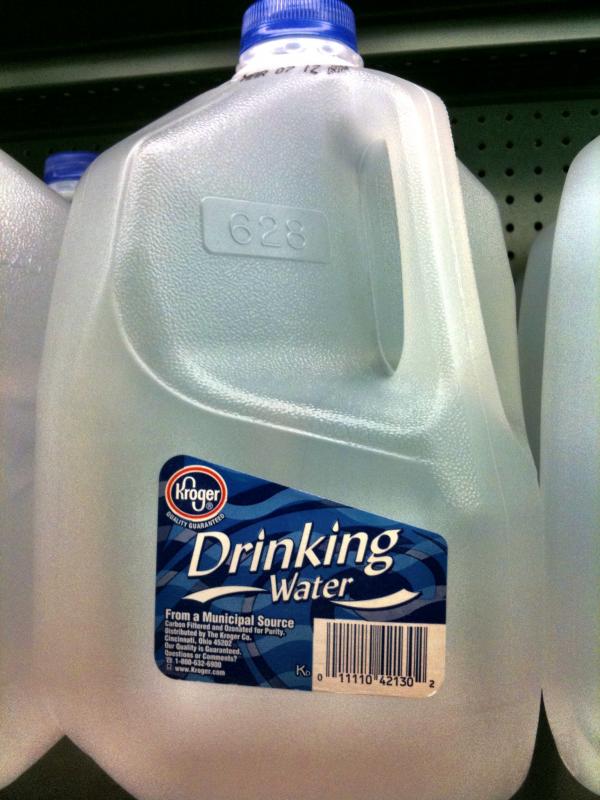 MAR 07 12
628
Kroger
QUALITY GUARANTEED
Drinking
Water
From a Municipal Source
Carbon Filtered and Ozonated for Purity.
Distributed by The Kroger Co.
Cincinnati, Ohio 45202
Our Quality is Guaranteed.
Questions or Comments?
1-800-632-6900
www.Kroger.com
KD
0 11110 42130 2